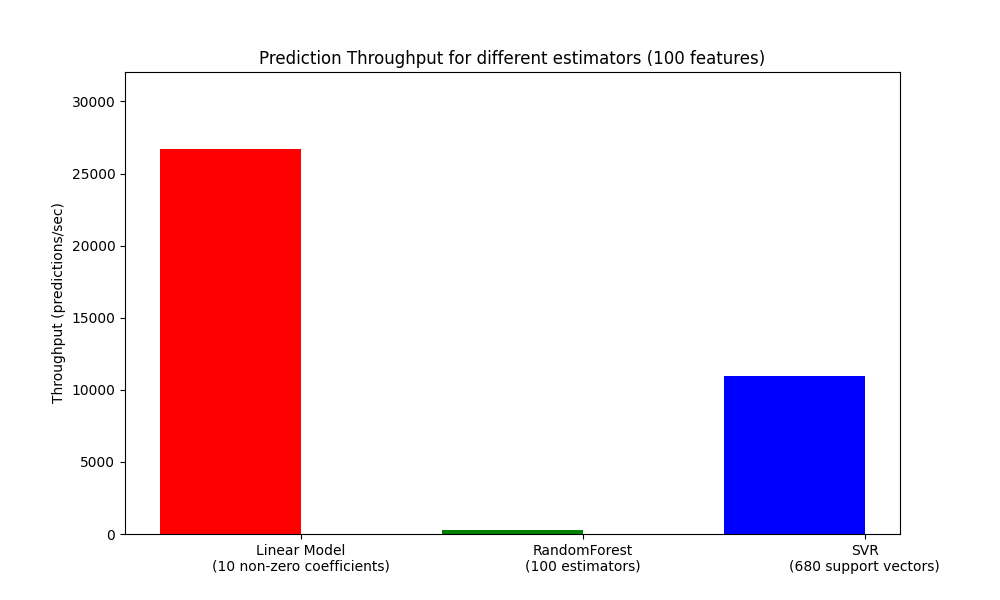 Prediction Throughput for different estimators (100 features)
30000
25000
20000
15000
10000
5000
0
Throughput (predictions/sec)
Linear Model
(10 non-zero coefficients)
RandomForest
(100 estimators)
SVR
(680 support vectors)